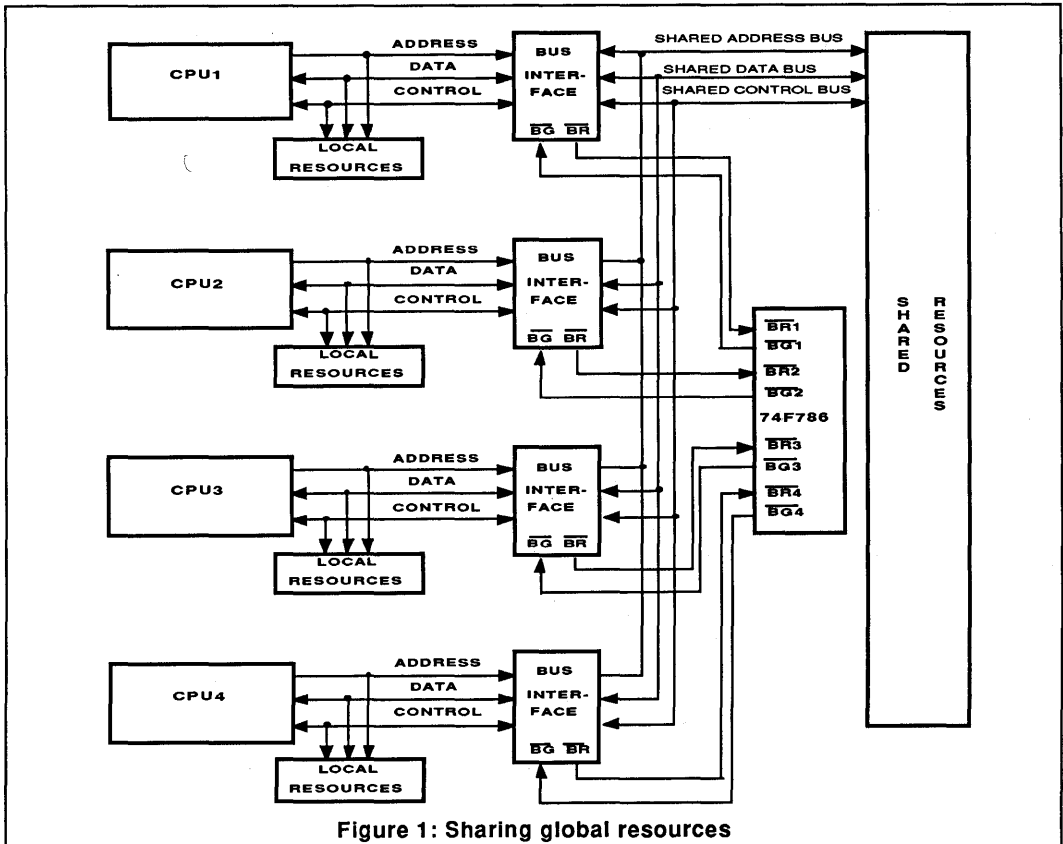 CPU1
ADDRESS
DATA
CONTROL
LOCAL
RESOURCES
BUS
INTER-
FACE
BG BR
SHARED ADDRESS BUS
SHARED DATA BUS
SHARED CONTROL BUS
CPU2
ADDRESS
DATA
CONTROL
LOCAL
RESOURCES
BUS
INTER-
FACE
BG BR
CPU3
ADDRESS
DATA
CONTROL
LOCAL
RESOURCES
BUS
INTER-
FACE
BG BR
CPU4
ADDRESS
DATA
CONTROL
LOCAL
RESOURCES
BUS
INTER-
FACE
BG BR
BR1
BG1
BR2
BG2
74F786
BR3
BG3
BR4
BG4
SHARED
RESOURCES
Figure 1: Sharing global resources